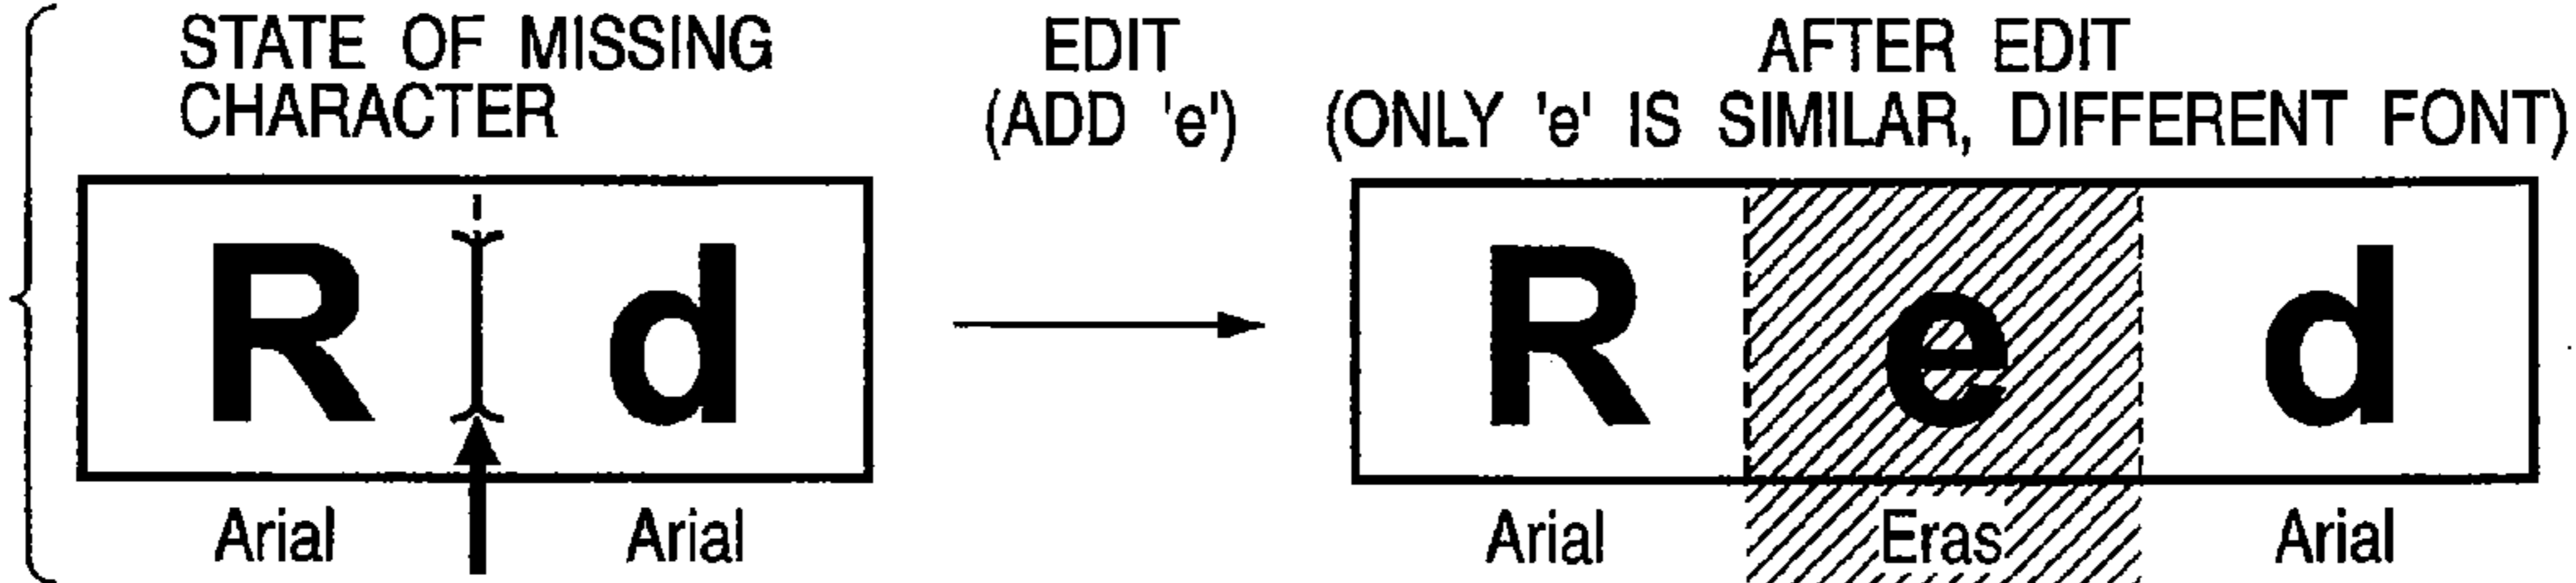 STATE OF MISSING
CHARACTER
EDIT
(ADD 'e')
AFTER EDIT
(ONLY 'e' IS SIMILAR, DIFFERENT FONT)
R d
Arial Arial
R e d
Arial Eras Arial